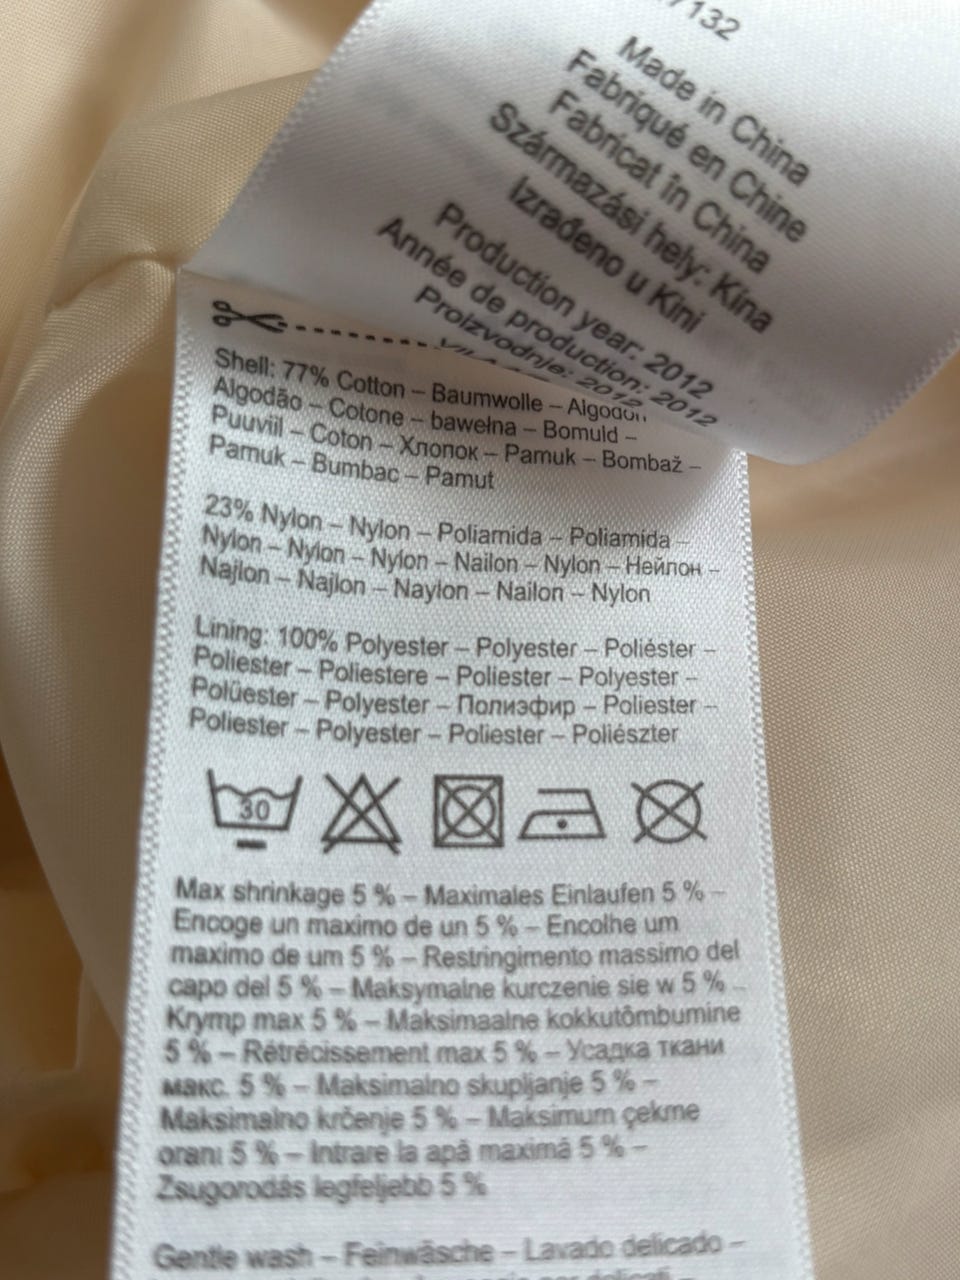 7132
Made in China
Fabriqué en Chine
Fabricat în China
Származási hely: Kína
Izrađeno u Kini
Production year: 2012
Année de production: 2012
Proizvodnje: 2012
Shell: 77% Cotton – Baumwolle – Algodón
Algodão – Cotone – bawełna – Bomuld –
Puuviil – Coton – Хлопок – Pamuk – Bombaž –
Pamuk – Bumbac – Pamut
23% Nylon – Nylon – Poliamida – Poliamida –
Nylon – Nylon – Nylon – Nailon – Nylon – Нейлон –
Najlon – Najlon – Naylon – Nailon – Nylon
Lining: 100% Polyester – Polyester – Poliéster –
Poliester – Poliestere – Poliester – Polyester –
Polüester – Polyester – Полиэфир – Poliester –
Poliester – Polyester – Poliester – Poliészter
30
Max shrinkage 5 % – Maximales Einlaufen 5 % –
Encoge un maximo de un 5 % – Encolhe um
maximo de um 5 % – Restringimento massimo del
capo del 5 % – Maksymalne kurczenie sie w 5 % –
Krymp max 5 % – Maksimaalne kokkutõmbumine
5 % – Rétrécissement max 5 % – Усадка ткани
макс. 5 % – Maksimalno skupljanje 5 % –
Maksimalno krčenje 5 % – Maksimum çekme
oranı 5 % – Intrare la apă maximă 5 % –
Zsugorodás legfeljebb 5 %
Gentle wash – Feinwäsche – Lavado delicado –